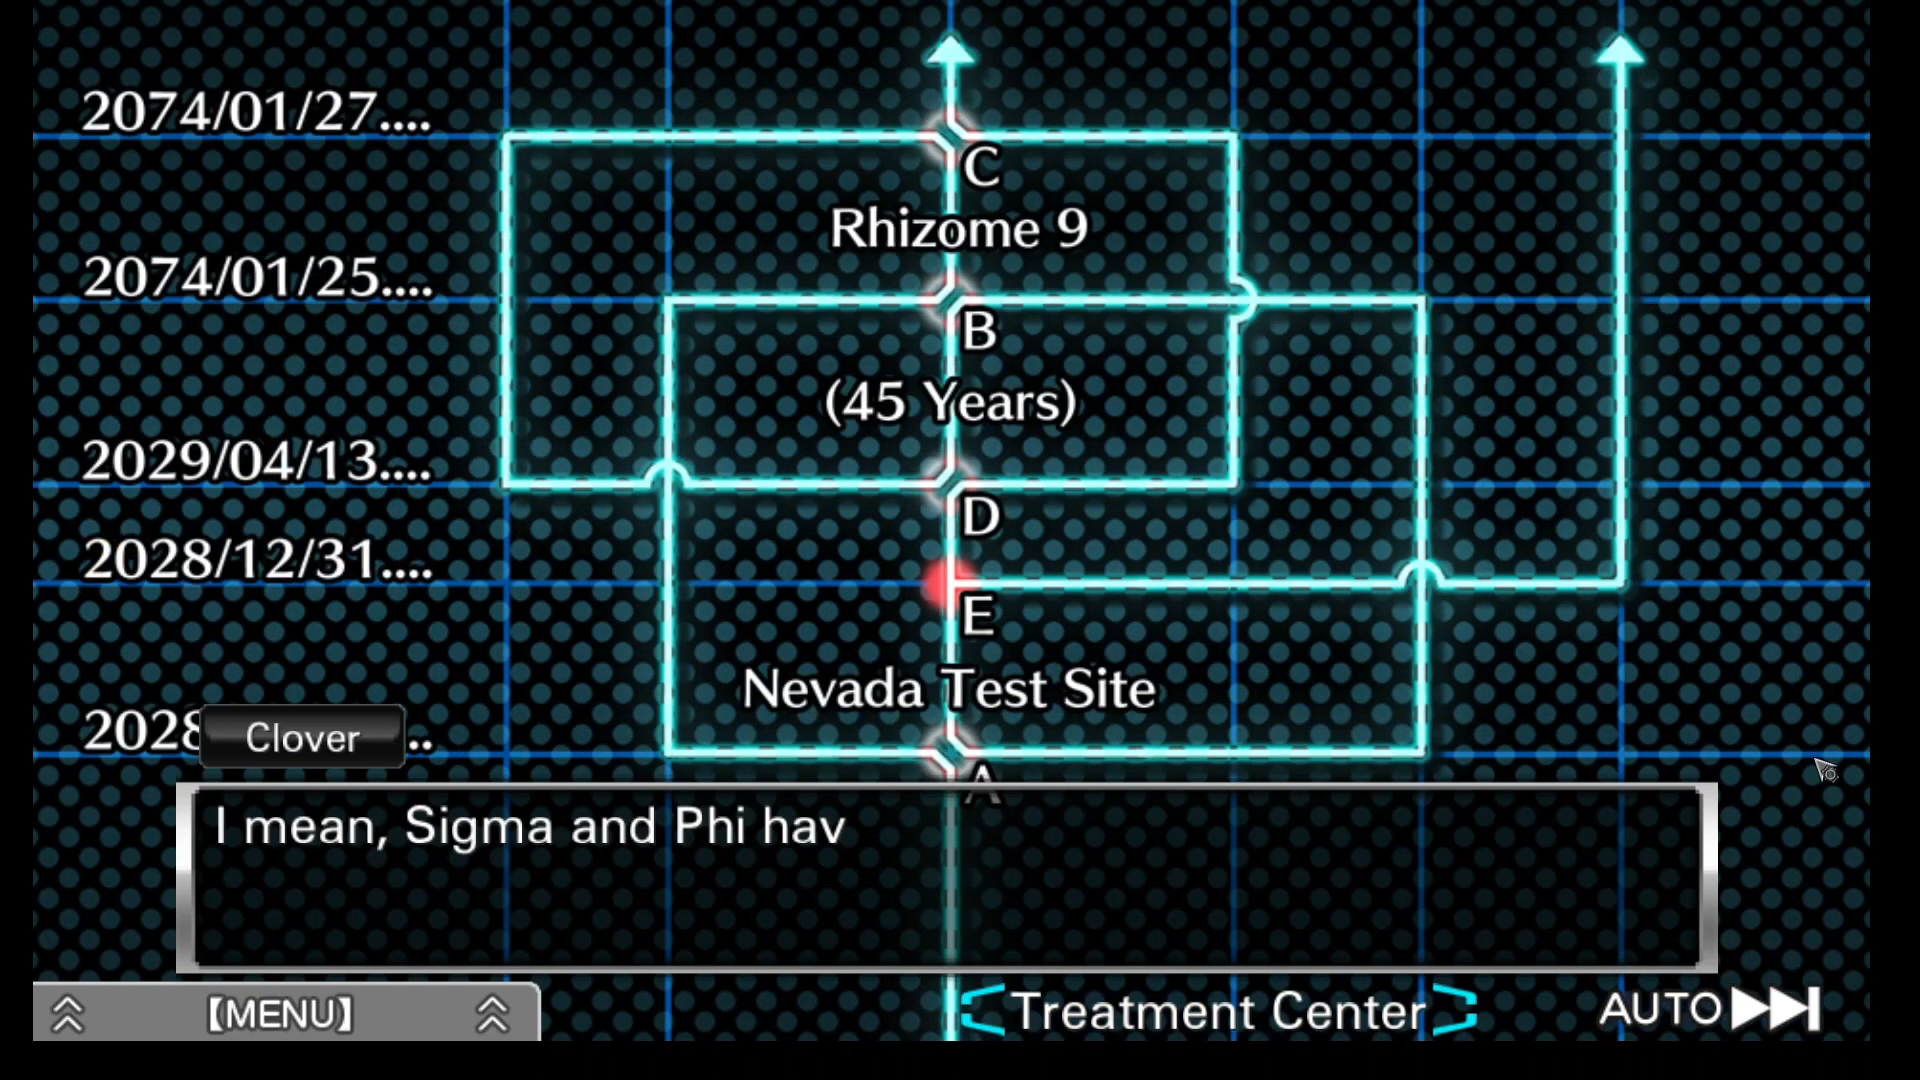 2074/01/27....
C
Rhizome 9
2074/01/25....
B
(45 Years)
2029/04/13....
D
2028/12/31....
E
Nevada Test Site
2028
..
Clover
A
I mean, Sigma and Phi hav
【MENU】
Treatment Center
AUTO